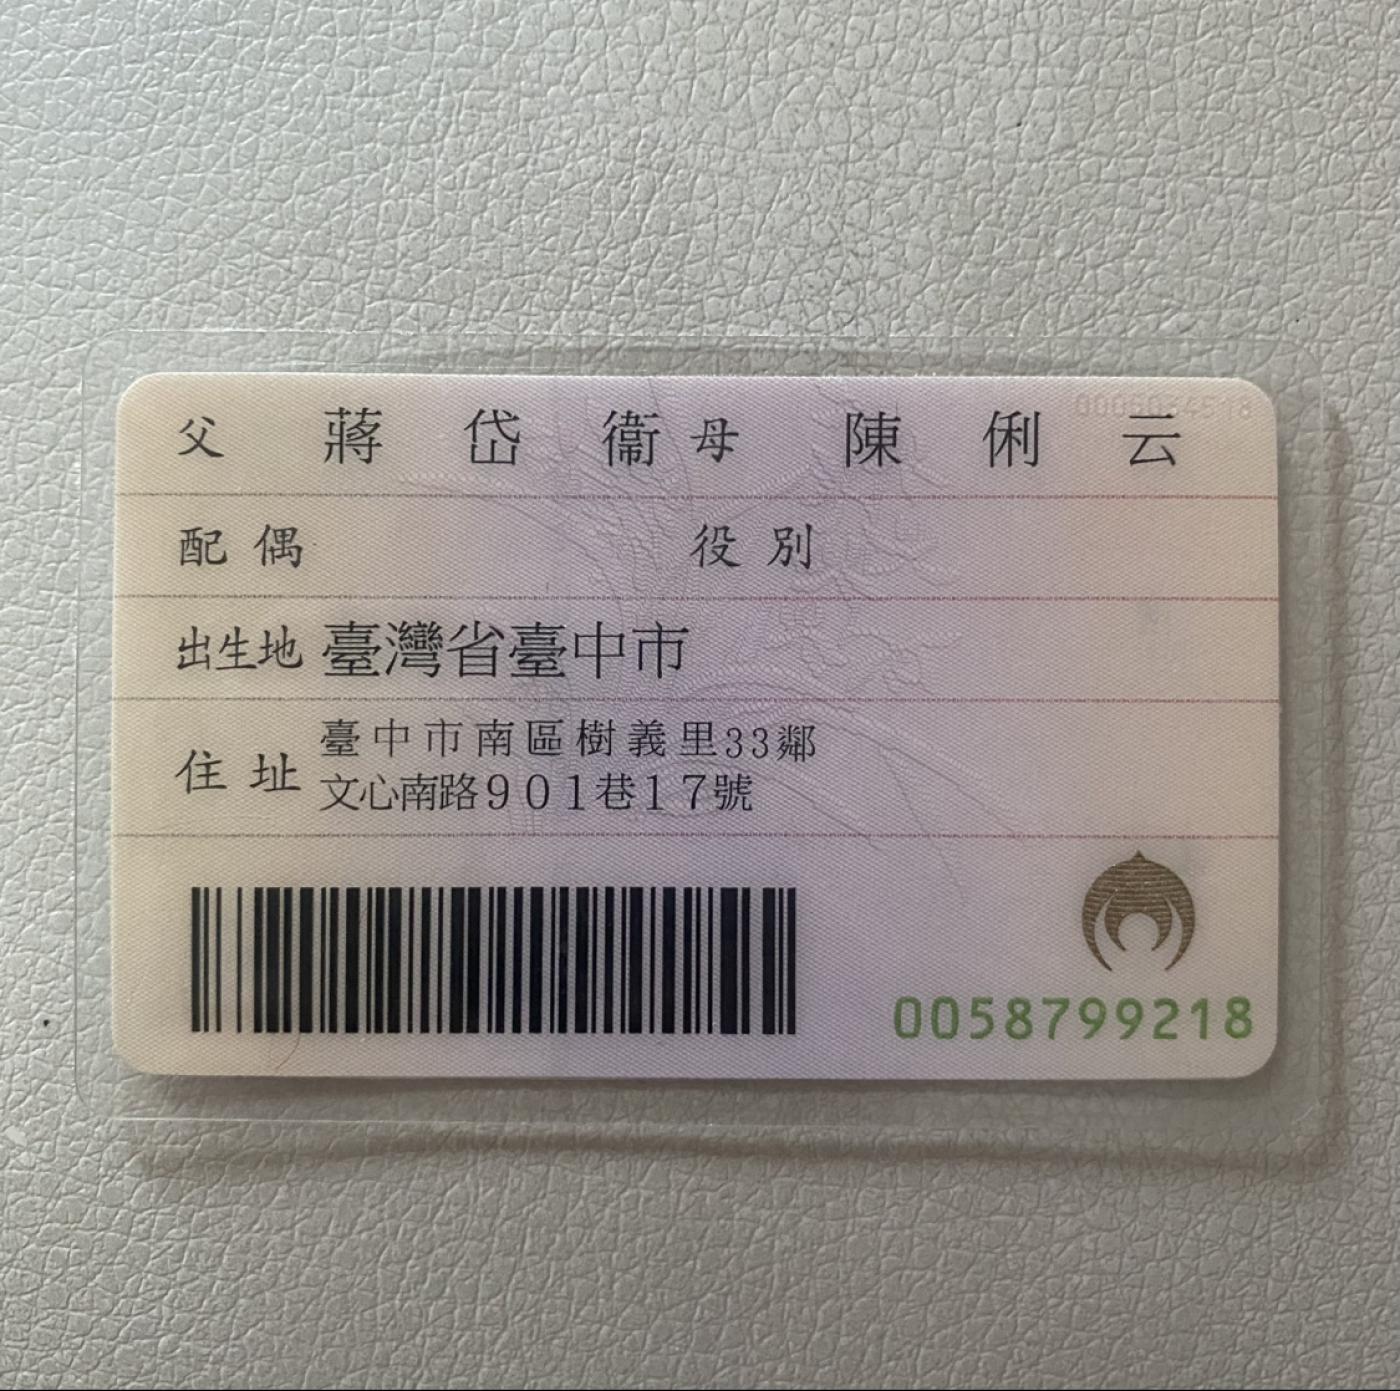 父 蔣岱衞 母 陳俐云
配偶 役別
出生地 臺灣省臺中市
住址 臺中市南區樹義里33鄰
文心南路901巷17號
0058799218